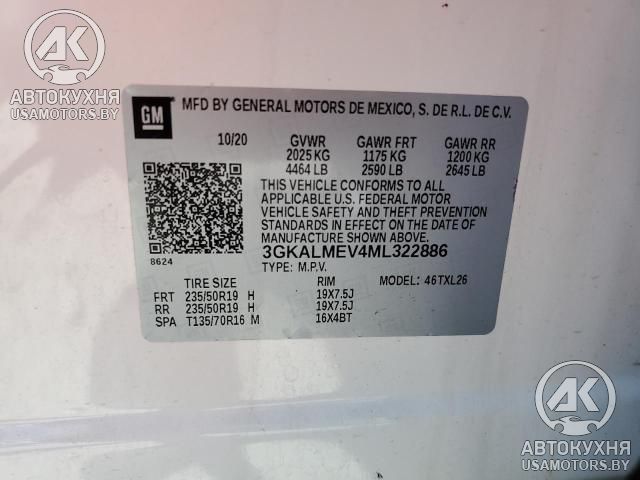 AK
АВТОКУХНЯ
USAMOTORS.BY
GM
MFD BY GENERAL MOTORS DE MEXICO, S. DE R.L. DE C.V.
10/20 GVWR GAWR FRT GAWR RR
2025 KG 1175 KG 1200 KG
4464 LB 2590 LB 2645 LB
THIS VEHICLE CONFORMS TO ALL
APPLICABLE U.S. FEDERAL MOTOR
VEHICLE SAFETY AND THEFT PREVENTION
STANDARDS IN EFFECT ON THE DATE OF
MANUFACTURE SHOWN ABOVE.
8624
3GKALMEV4ML322886
TYPE: M.P.V. MODEL: 46TXL26
TIRE SIZE RIM
FRT 235/50R19 H 19X7.5J
RR 235/50R19 H 19X7.5J
SPA T135/70R16 M 16X4BT
AK
АВТОКУХНЯ
USAMOTORS.BY